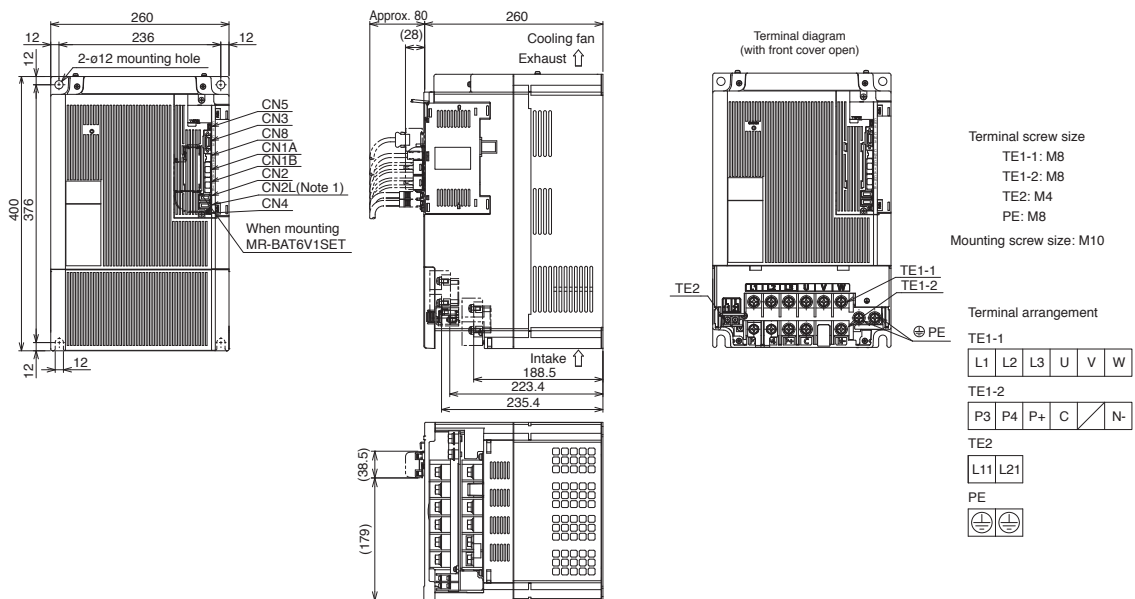 260
12
236
12
12
2-ø12 mounting hole
400
376
CN5
CN3
CN8
CN1A
CN1B
CN2
CN2L(Note 1)
CN4
When mounting
MR-BAT6V1SET
12
12
Approx. 80
260
(28)
Cooling fan
Exhaust
Intake
188.5
223.4
235.4
(38.5)
(179)
Terminal diagram
(with front cover open)
L1 L2 L3 U V W
TE2
TE1-1
TE1-2
PE
Terminal screw size
TE1-1: M8
TE1-2: M8
TE2: M4
PE: M8
Mounting screw size: M10
Terminal arrangement
TE1-1
L1 L2 L3 U V W
TE1-2
P3 P4 P+ C N-
TE2
L11 L21
PE